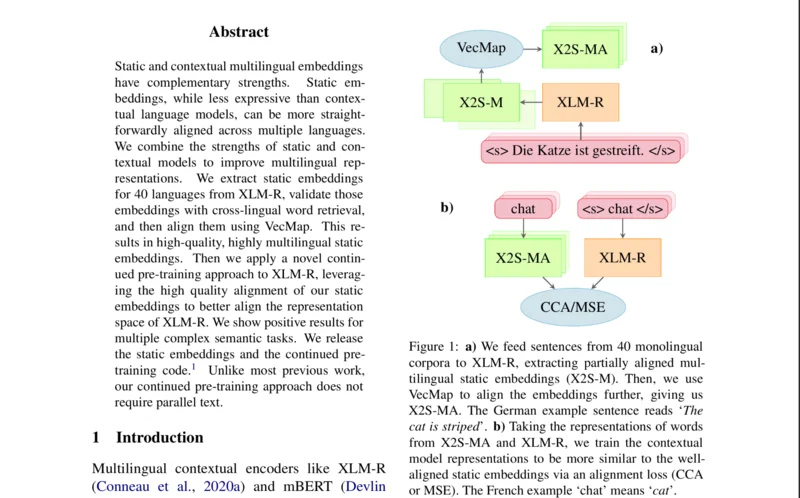 Abstract
Static and contextual multilingual embeddings
have complementary strengths. Static em-
beddings, while less expressive than contex-
tual language models, can be more straight-
forwardly aligned across multiple languages.
We combine the strengths of static and con-
textual models to improve multilingual rep-
resentations. We extract static embeddings
for 40 languages from XLM-R, validate those
embeddings with cross-lingual word retrieval,
and then align them using VecMap. This re-
sults in high-quality, highly multilingual static
embeddings. Then we apply a novel contin-
ued pre-training approach to XLM-R, leverag-
ing the high quality alignment of our static
embeddings to better align the representation
space of XLM-R. We show positive results for
multiple complex semantic tasks. We release
the static embeddings and the continued pre-
training code.1 Unlike most previous work,
our continued pre-training approach does not
require parallel text.
1 Introduction
Multilingual contextual encoders like XLM-R
(Conneau et al., 2020a) and mBERT (Devlin
VecMap
X2S-MA
a)
X2S-M
XLM-R
<s> Die Katze ist gestreift. </s>
b)
chat
<s> chat </s>
X2S-MA
XLM-R
CCA/MSE
Figure 1: a) We feed sentences from 40 monolingual
corpora to XLM-R, extracting partially aligned mul-
tilingual static embeddings (X2S-M). Then, we use
VecMap to align the embeddings further, giving us
X2S-MA. The German example sentence reads ‘The
cat is striped’. b) Taking the representations of words
from X2S-MA and XLM-R, we train the contextual
model representations to be more similar to the well-
aligned static embeddings via an alignment loss (CCA
or MSE). The French example ‘chat’ means ‘cat’.